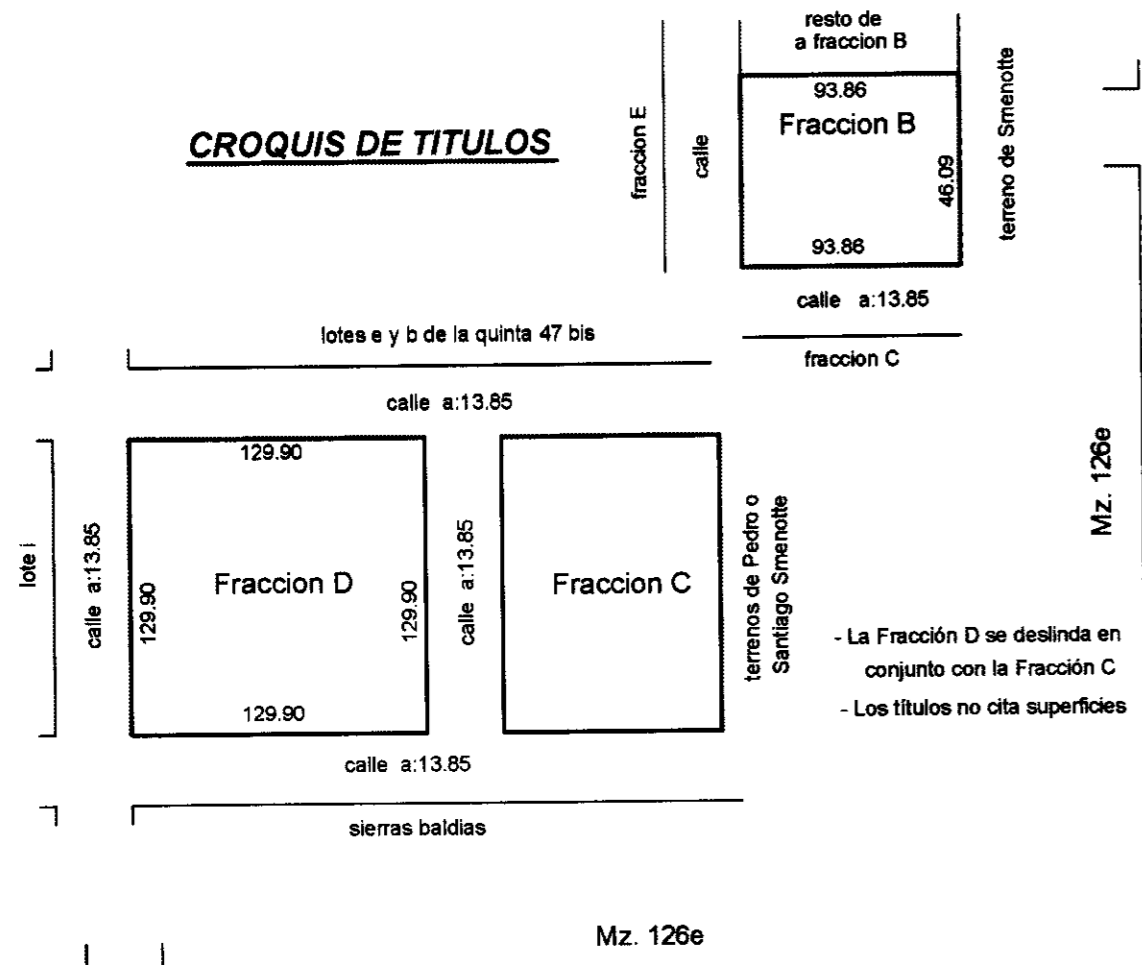 CROQUIS DE TITULOS
resto de
a fraccion B
93.86
Fraccion B
46.09
93.86
fraccion E
calle
terreno de Smenotte
calle a:13.85
fraccion C
lotes e y b de la quinta 47 bis
calle a:13.85
lote i
calle a:13.85
129.90
129.90
Fraccion D
129.90
129.90
calle a:13.85
Fraccion C
terrenos de Pedro o
Santiago Smenotte
Mz. 126e
- La Fracción D se deslinda en
conjunto con la Fracción C
- Los títulos no cita superficies
calle a:13.85
sierras baldias
Mz. 126e